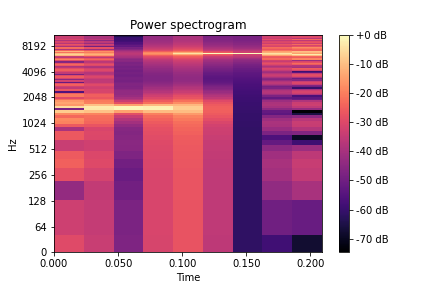 Power spectrogram
8192
4096
2048
1024
512
256
128
64
0
Hz
0.000
0.050
0.100
0.150
0.200
Time
+0 dB
-10 dB
-20 dB
-30 dB
-40 dB
-50 dB
-60 dB
-70 dB